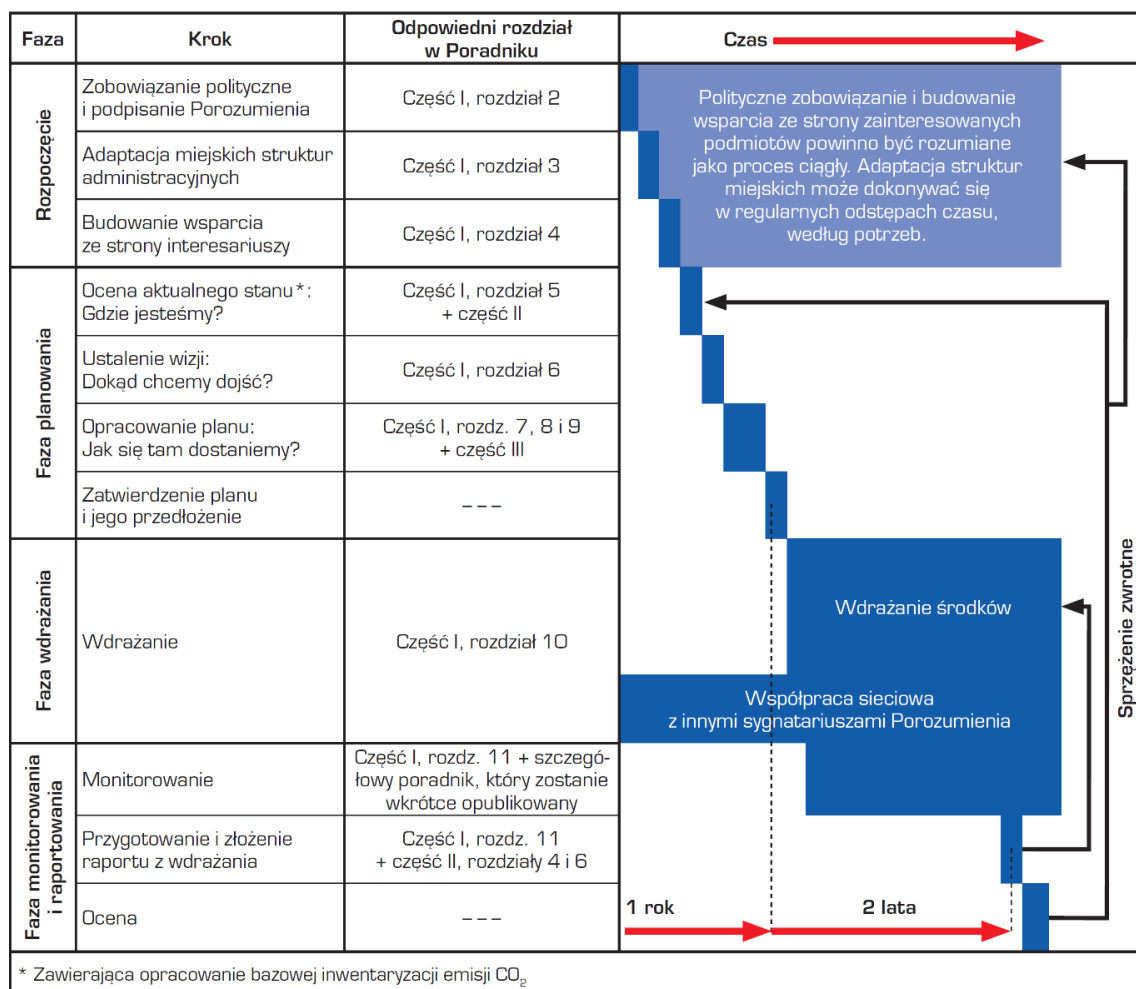 Faza
Krok
Odpowiedni rozdział
w Poradniku
Czas
Rozpoczęcie
Zobowiązanie polityczne
i podpisanie Porozumienia
Część I, rozdział 2
Adaptacja miejskich struktur
administracyjnych
Część I, rozdział 3
Budowanie wsparcia
ze strony interesariuszy
Część I, rozdział 4
Polityczne zobowiązanie i budowanie
wsparcia ze strony zainteresowanych
podmiotów powinno być rozumiane
jako proces ciągły. Adaptacja struktur
miejskich może dokonywać się
w regularnych odstępach czasu,
według potrzeb.
Faza planowania
Ocena aktualnego stanu*:
Gdzie jesteśmy?
Część I, rozdział 5
+ część II
Ustalenie wizji:
Dokąd chcemy dojść?
Część I, rozdział 6
Opracowanie planu:
Jak się tam dostaniemy?
Część I, rozdz. 7, 8 i 9
+ część III
Zatwierdzenie planu
i jego przedłożenie
– – –
Faza wdrażania
Wdrażanie
Część I, rozdział 10
Wdrażanie środków
Współpraca sieciowa
z innymi sygnatariuszami Porozumienia
Sprzężenie zwrotne
Faza monitorowania
i raportowania
Monitorowanie
Część I, rozdz. 11 + szczegó-
łowy poradnik, który zostanie
wkrótce opublikowany
Przygotowanie i złożenie
raportu z wdrażania
Część I, rozdz. 11
+ część II, rozdziały 4 i 6
Ocena
– – –
1 rok
2 lata
* Zawierająca opracowanie bazowej inwentaryzacji emisji CO₂